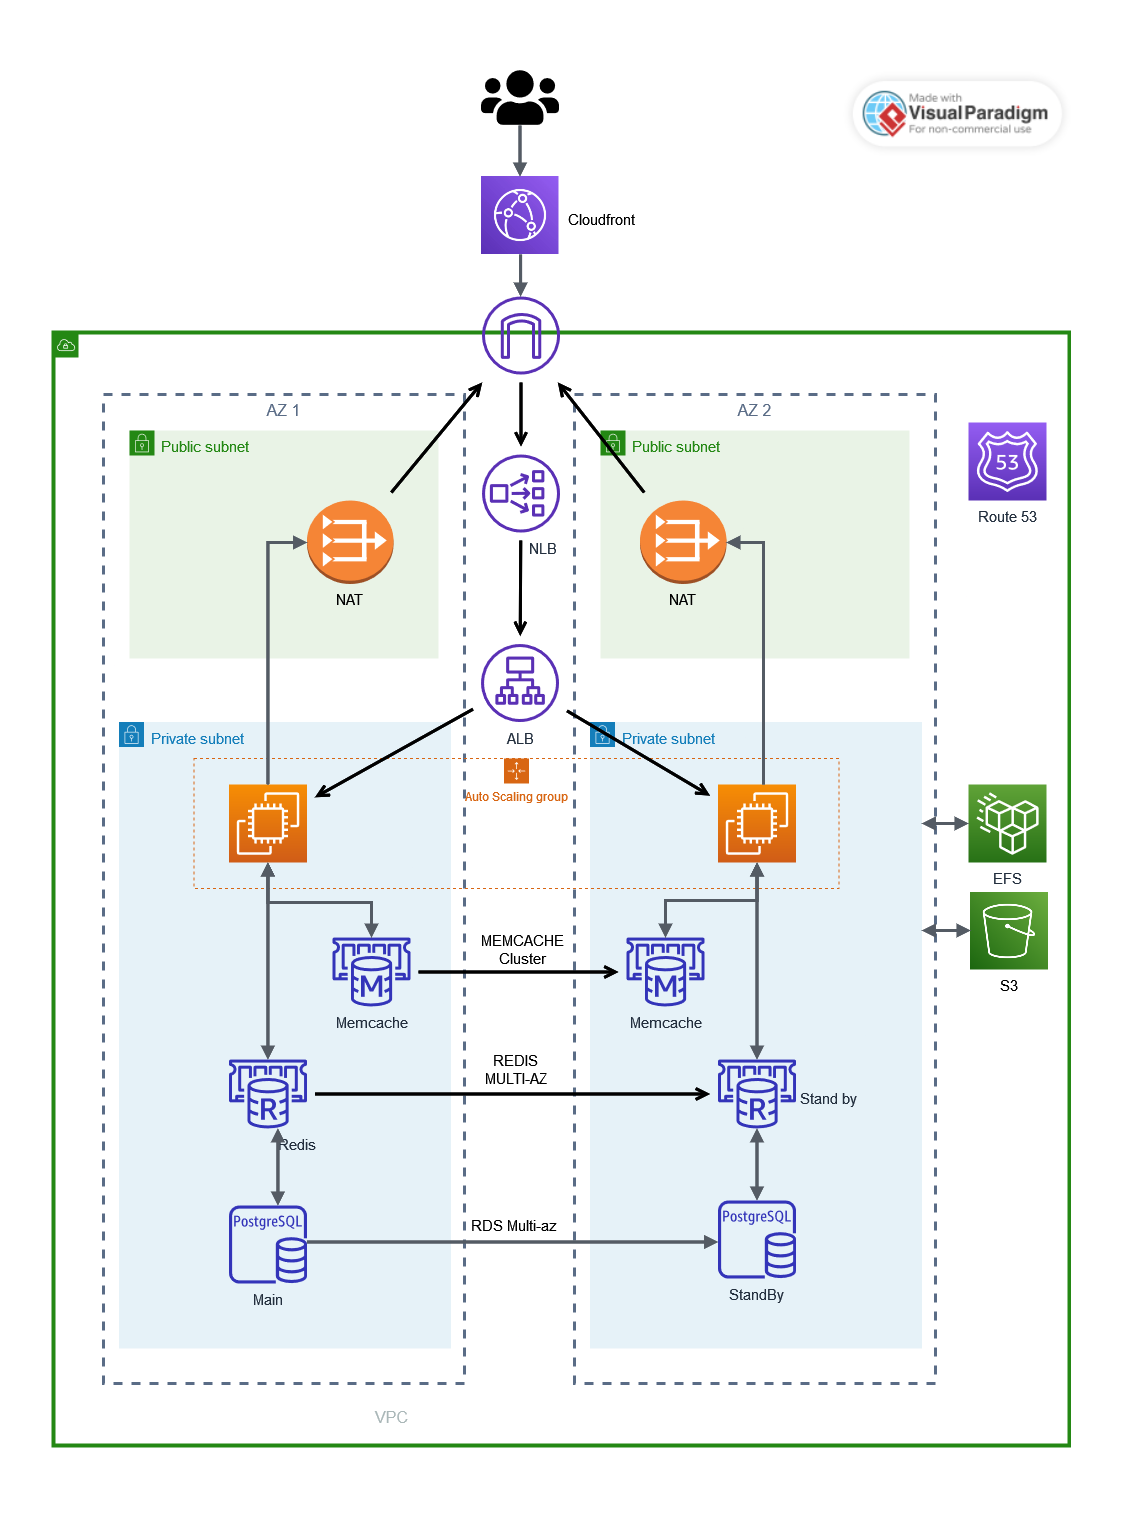 Made with
Visual Paradigm
For non-commercial use
Cloudfront
AZ 1
AZ 2
Public subnet
Public subnet
53
Route 53
NLB
NAT
NAT
ALB
Private subnet
Private subnet
Auto Scaling group
EFS
S3
MEMCACHE
Cluster
M
M
Memcache
Memcache
REDIS
MULTI-AZ
R
R
Stand by
Redis
PostgreSQL
PostgreSQL
RDS Multi-az
Main
StandBy
VPC